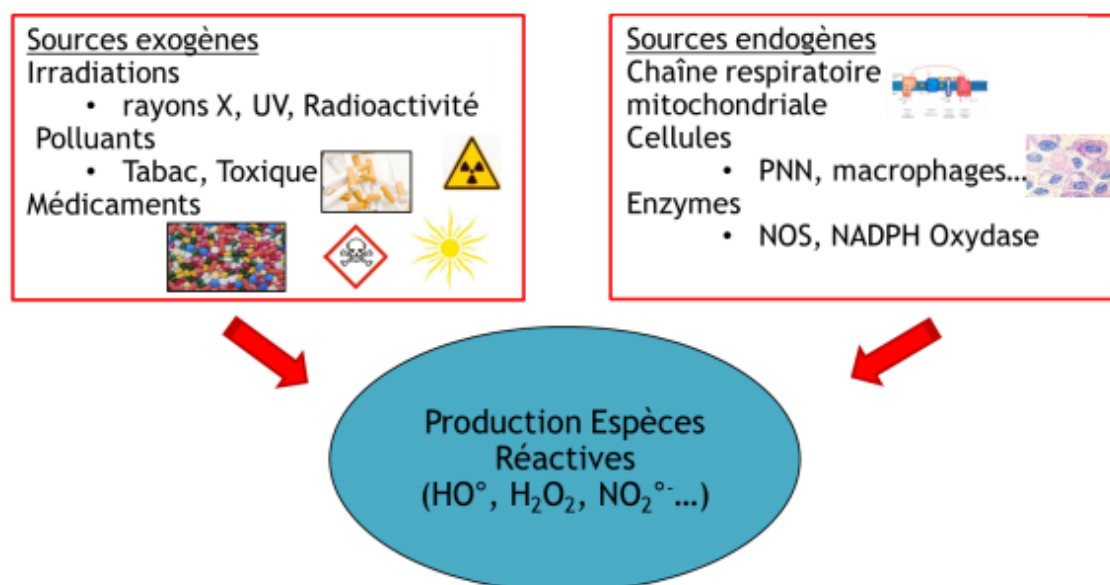 Sources exogènes
Irradiations
• rayons X, UV, Radioactivité
Polluants
• Tabac, Toxique
Médicaments
Sources endogènes
Chaîne respiratoire
mitochondriale
Cellules
• PNN, macrophages…
Enzymes
• NOS, NADPH Oxydase
Production Espèces
Réactives
(HO°, H₂O₂, NO₂°⁻…)